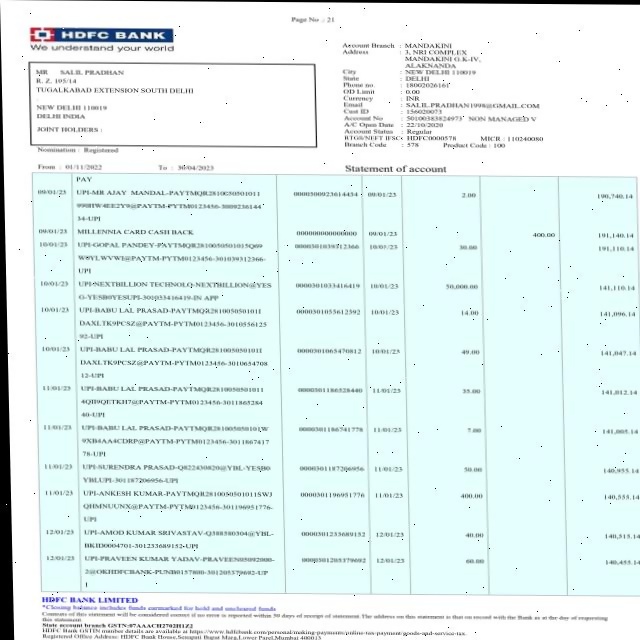 Page No .: 21
HDFC BANK
We understand your world
MR SALIL PRADHAN
R. Z. 105/14
TUGALKABAD EXTENSION SOUTH DELHI
NEW DELHI 110019
DELHI INDIA
JOINT HOLDERS :
Nomination : Registered
Account Branch : MANDAKINI
Address : 3, NRI COMPLEX
MANDAKINI G.K-IV,
ALAKNANDA
City : NEW DELHI 110019
State : DELHI
Phone : 18002026161
OD Limit : 0.00
Currency : INR
Email : SALIL.PRADHAN1998@GMAIL.COM
Cust ID : 156020073
Account No : 50100383824973 NON MANAGED V
A/C Open Date : 22/10/2020
Account Status : Regular
RTGS/NEFT IFSC: HDFC0000578 MICR : 110240080
Branch Code : 578 Product Code : 100
From : 01/11/2022 To : 30/04/2023 Statement of account
PAY
09/01/23 UPI-MR AJAY MANDAL-PAYTMQR2810050501011 0000300923614434 09/01/23 2.00 190,740.14
990HW4EE2Y9@PAYTM-PYTM0123456-3009236144
34-UPI
09/01/23 MILLENNIA CARD CASH BACK 000000000000000 09/01/23 400.00 191,140.14
10/01/23 UPI-GOPAL PANDEY-PAYTMQR2810050501015Q69 0000301039312366 30.00 191,110.14
W6YLWVWI@PAYTM-PYTM0123456-301039312366-
UPI
10/01/23 UPI-NEXTBILLION TECHNOLO-NEXTBILLION@YES 0000301033416419 10/01/23 50,000.00 141,110.14
G-YESB0YESUPI-301033416419-IN APP
10/01/23 UPI-BABU LAL PRASAD-PAYTMQR281005050101I 0000301055612592 10/01/23 14.00 141,096.14
DAXLTK9PCSZ@PAYTM-PYTM0123456-3010556125
92-UPI
10/01/23 UPI-BABU LAL PRASAD-PAYTMQR281005050101I 0000301065470812 10/01/23 49.00 141,047.14
DAXLTK9PCSZ@PAYTM-PYTM0123456-3010654708
12-UPI
11/01/23 UPI-BABU LAL PRASAD-PAYTMQR2810050501011 0000301186528440 11/01/23 35.00 141,012.14
4QII9QETKH7@PAYTM-PYTM0123456-3011865284
40-UPI
11/01/23 UPI-BABU LAL PRASAD-PAYTMQR281005050101W 0000301186741778 11/01/23 7.00 141,005.14
9XB4AA4CDRP@PAYTM-PYTM0123456-3011867417
78-UPI
11/01/23 UPI-SURENDRA PRASAD-Q822430820@YBL-YESB0 0000301187206956 11/01/23 50.00 140,955.14
YBLUPI-301187206956-UPI
11/01/23 UPI-ANKESH KUMAR-PAYTMQR2810050501011SWJ 0000301196951776 11/01/23 400.00 140,555.14
QHMNUUNX@PAYTM-PYTM0123456-301196951776-
UPI
12/01/23 UPI-AMOD KUMAR SRIVASTAV-Q388580304@YBL- 0000301233689152 12/01/23 40.00 140,515.14
BKID0004701-301233689152-UPI
12/01/23 UPI-PRAVEEN KUMAR YADAV-PRAVEEN05092000- 0000301205379692 12/01/23 60.00 140,455.14
2@OKHDFCBANK-PUNB0157800-301205379692-UP
I
HDFC BANK LIMITED
*Closing balance includes funds earmarked for hold and uncleared funds
Contents of this statement will be considered correct if no error is reported within 30 days of receipt of statement.The address on this statement is that on record with the Bank as at the day of requesting
this statement.
State account branch GSTN:07AAACH2702H1Z2
HDFC Bank GSTIN number details are available at https://www.hdfcbank.com/personal/making-payments/online-tax-payment/goods-and-service-tax.
Registered Office Address: HDFC Bank House,Senapati Bapat Marg,Lower Parel,Mumbai 400013